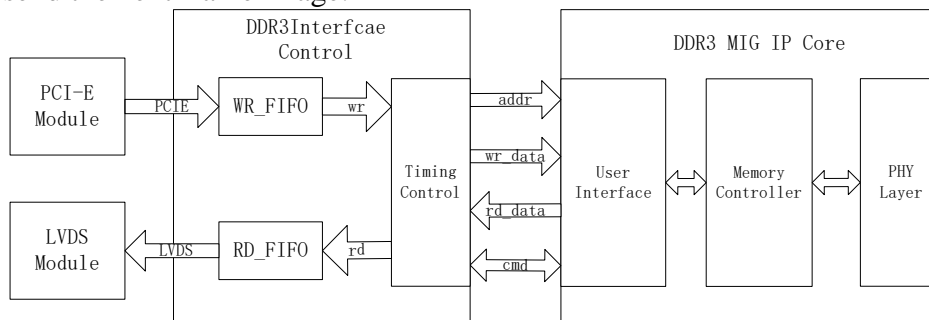 DDR3Interfcae
Control
DDR3 MIG IP Core
PCI-E
Module
PCIE
WR_FIFO
wr
addr
wr_data
Timing
Control
User
Interface
Memory
Controller
PHY
Layer
rd_data
LVDS
Module
LVDS
RD_FIFO
rd
cmd